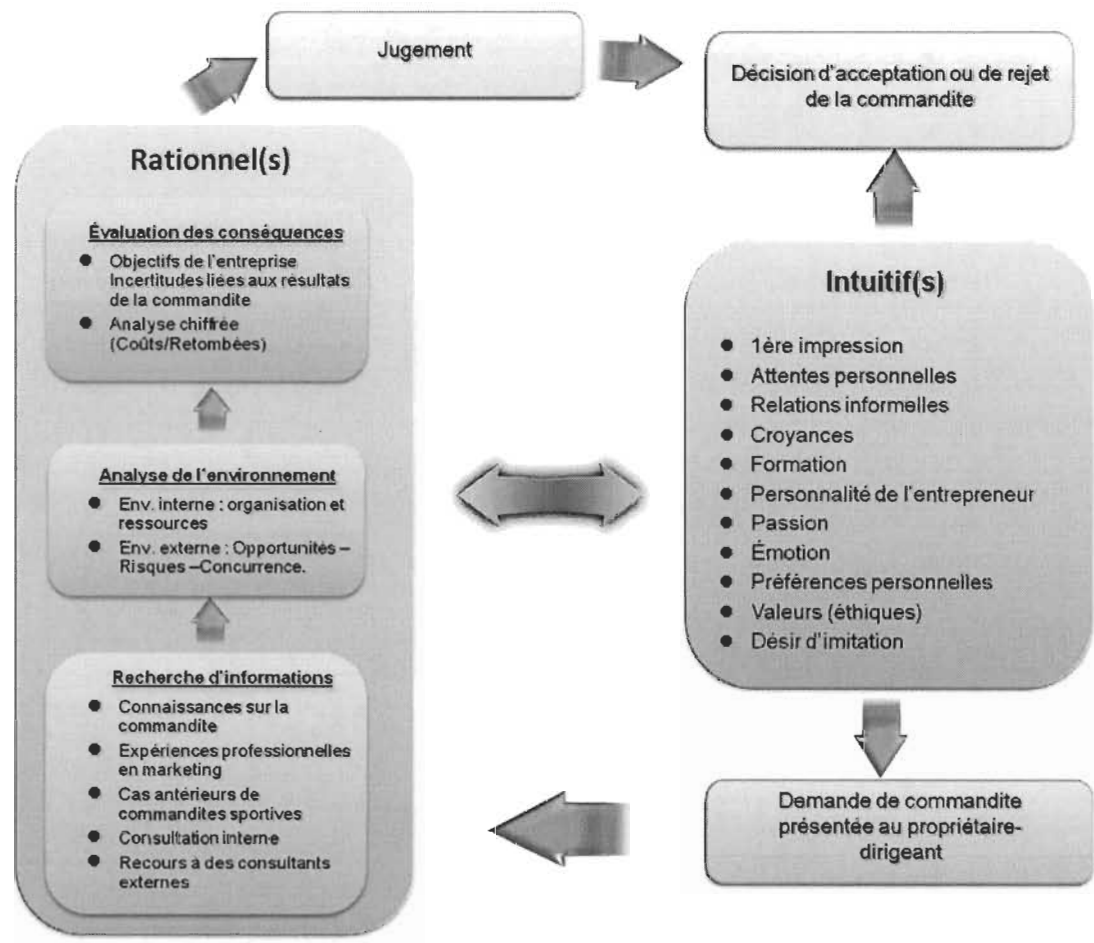 Jugement
Décision d'acceptation ou de rejet
de la commandite
Rationnel(s)
Évaluation des conséquences
● Objectifs de l'entreprise
Incertitudes liées aux résultats
de la commandite
● Analyse chiffrée
(Coûts/Retombées)
Analyse de l'environnement
● Env. interne : organisation et
ressources
● Env. externe : Opportunités –
Risques –Concurrence.
Recherche d'informations
● Connaissances sur la
commandite
● Expériences professionnelles
en marketing
● Cas antérieurs de
commandites sportives
● Consultation interne
● Recours à des consultants
externes
Intuitif(s)
● 1ère impression
● Attentes personnelles
● Relations informelles
● Croyances
● Formation
● Personnalité de l'entrepreneur
● Passion
● Émotion
● Préférences personnelles
● Valeurs (éthiques)
● Désir d'imitation
Demande de commandite
présentée au propriétaire-
dirigeant